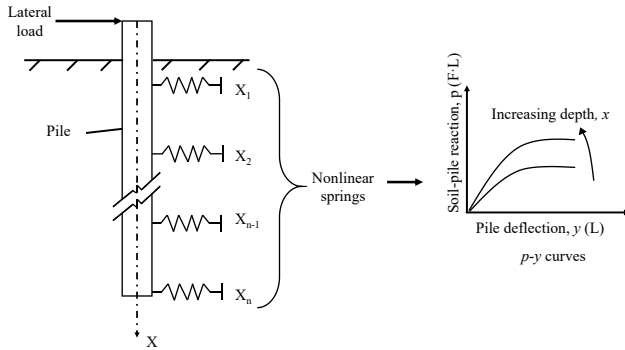 Lateral
load
Pile
X1
X2
Xn-1
Xn
X
Nonlinear
springs
Soil-pile reaction, p (F·L)
Increasing depth, x
Pile deflection, y (L)
p-y curves